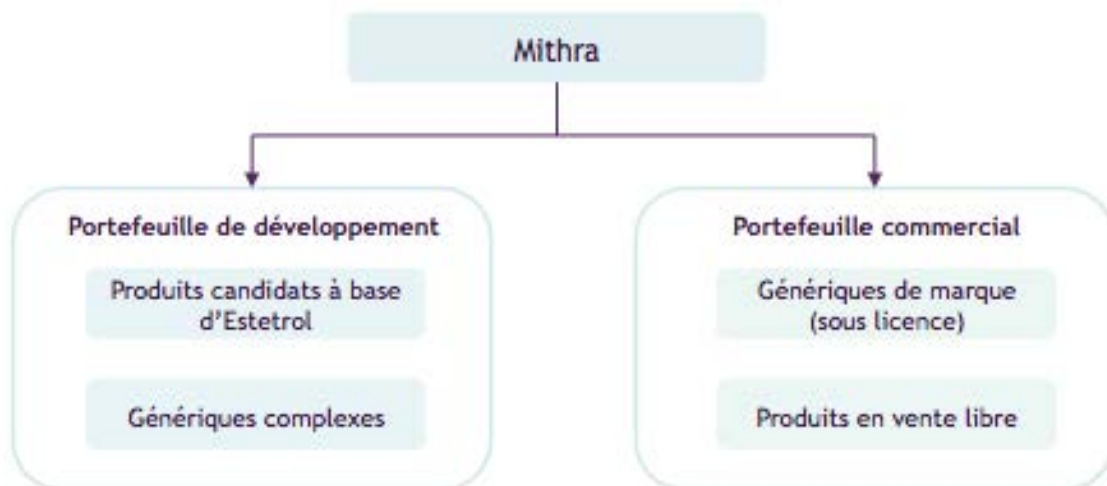 Mithra
Portefeuille de développement
Produits candidats à base
d'Estetrol
Génériques complexes
Portefeuille commercial
Génériques de marque
(sous licence)
Produits en vente libre